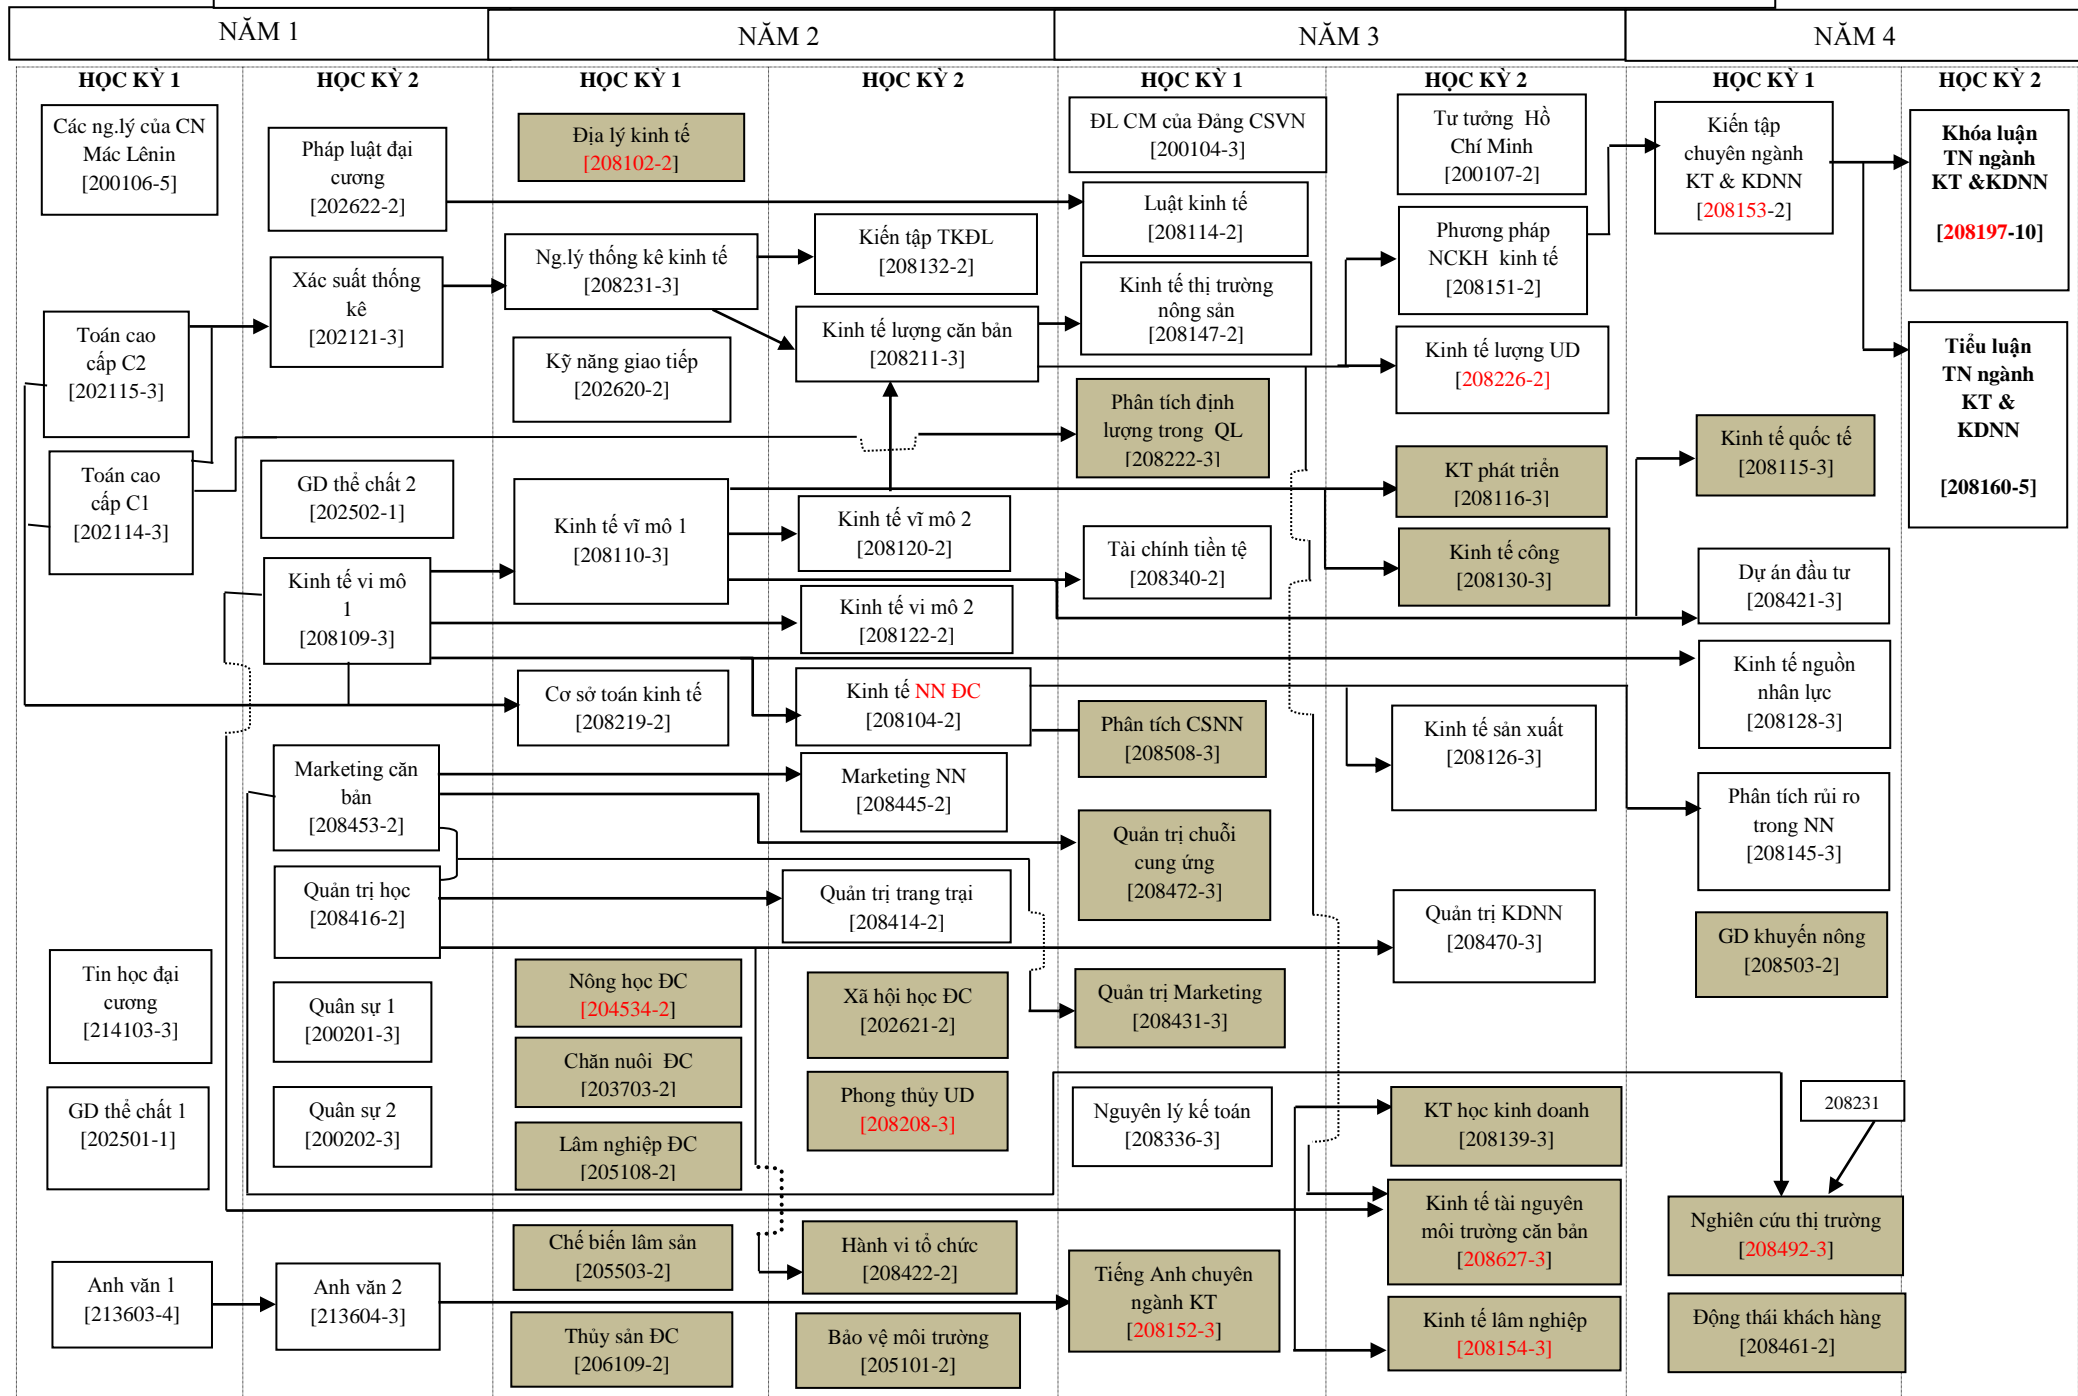 NĂM 1
NĂM 2
NĂM 3
NĂM 4
HỌC KỲ 1
HỌC KỲ 2
HỌC KỲ 1
HỌC KỲ 2
HỌC KỲ 1
HỌC KỲ 2
HỌC KỲ 1
HỌC KỲ 2
Các ng.lý của CN
Mác Lênin
[200106-5]
Toán cao
cấp C2
[202115-3]
Toán cao
cấp C1
[202114-3]
Tin học đại
cương
[214103-3]
GD thể chất 1
[202501-1]
Anh văn 1
[213603-4]
Pháp luật đại
cương
[202622-2]
Xác suất thống
kê
[202121-3]
GD thể chất 2
[202502-1]
Kinh tế vi mô
1
[208109-3]
Marketing căn
bản
[208453-2]
Quản trị học
[208416-2]
Quân sự 1
[200201-3]
Quân sự 2
[200202-3]
Anh văn 2
[213604-3]
Địa lý kinh tế
[208102-2]
Ng.lý thống kê kinh tế
[208231-3]
Kỹ năng giao tiếp
[202620-2]
Kinh tế vĩ mô 1
[208110-3]
Cơ sở toán kinh tế
[208219-2]
Nông học ĐC
[204534-2]
Chăn nuôi ĐC
[203703-2]
Lâm nghiệp ĐC
[205108-2]
Chế biến lâm sản
[205503-2]
Thủy sản ĐC
[206109-2]
Kiến tập TKĐL
[208132-2]
Kinh tế lượng căn bản
[208211-3]
Kinh tế vĩ mô 2
[208120-2]
Kinh tế vi mô 2
[208122-2]
Kinh tế NN ĐC
[208104-2]
Marketing NN
[208445-2]
Quản trị trang trại
[208414-2]
Xã hội học ĐC
[202621-2]
Phong thủy UD
[208208-3]
Hành vi tổ chức
[208422-2]
Bảo vệ môi trường
[205101-2]
ĐL CM của Đảng CSVN
[200104-3]
Luật kinh tế
[208114-2]
Kinh tế thị trường
nông sản
[208147-2]
Phân tích định
lượng trong QL
[208222-3]
Tài chính tiền tệ
[208340-2]
Phân tích CSNN
[208508-3]
Quản trị chuỗi
cung ứng
[208472-3]
Quản trị Marketing
[208431-3]
Nguyên lý kế toán
[208336-3]
Tiếng Anh chuyên
ngành KT
[208152-3]
Tư tưởng Hồ
Chí Minh
[200107-2]
Phương pháp
NCKH kinh tế
[208151-2]
Kinh tế lượng UD
[208226-2]
KT phát triển
[208116-3]
Kinh tế công
[208130-3]
Kinh tế sản xuất
[208126-3]
Quản trị KDNN
[208470-3]
KT học kinh doanh
[208139-3]
Kinh tế tài nguyên
môi trường căn bản
[208627-3]
Kinh tế lâm nghiệp
[208154-3]
Kiến tập
chuyên ngành
KT & KDNN
[208153-2]
Kinh tế quốc tế
[208115-3]
Dự án đầu tư
[208421-3]
Kinh tế nguồn
nhân lực
[208128-3]
Phân tích rủi ro
trong NN
[208145-3]
GD khuyến nông
[208503-2]
208231
Nghiên cứu thị trường
[208492-3]
Động thái khách hàng
[208461-2]
Khóa luận
TN ngành
KT &KDNN
[208197-10]
Tiểu luận
TN ngành
KT &
KDNN
[208160-5]